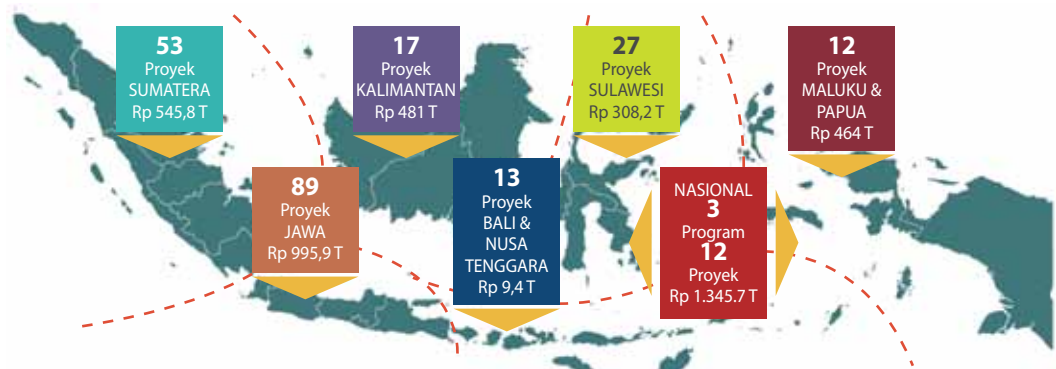 53
Proyek
SUMATERA
Rp 545,8 T
17
Proyek
KALIMANTAN
Rp 481 T
27
Proyek
SULAWESI
Rp 308,2 T
12
Proyek
MALUKU &
PAPUA
Rp 464 T
89
Proyek
JAWA
Rp 995,9 T
13
Proyek
BALI &
NUSA
TENGGARA
Rp 9,4 T
NASIONAL
3
Program
12
Proyek
Rp 1.345.7 T